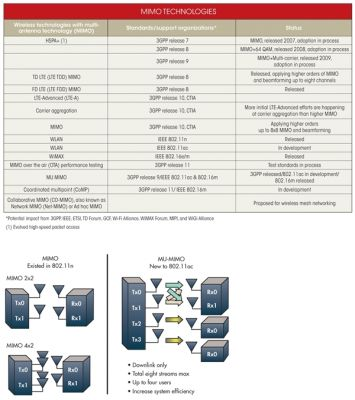 MIMO TECHNOLOGIES
Wireless technologies with multi-antenna technology (MIMO)
Standards/support organizations*
Status
HSPA+ (1)
3GPP release 7
MIMO, released 2007, adoption in process
3GPP release 8
MIMO+64 QAM, released 2008, adoption in process
3GPP release 9
MIMO+Multi-carrier, released 2009, adoption in process
TD LTE (LTE TDD) MIMO
3GPP release 8
Released, applying higher orders of MIMO and beamforming up to eight channels
FD LTE (LTE FDD) MIMO
3GPP release 8
Released
LTE-Advanced (LTE-A)
3GPP release 10, CTIA
Carrier aggregation
3GPP release 10, CTIA
More initial LTE-Advanced efforts are happening at carrier aggregation than higher MIMO
MIMO
3GPP release 10, CTIA
Applying higher orders up to 8x8 MIMO and beamforming
WLAN
IEEE 802.11n
Released
WLAN
IEEE 802.11ac
In development
WiMAX
IEEE 802.16e/m
Released
MIMO over the air (OTA) performance testing
3GPP release 11
Test standards in process
MU MIMO
3GPP release 9/IEEE 802.11ac & 802.16m
3GPP released/802.11ac in development/802.16m released
Coordinated multipoint (CoMP)
3GPP release 11/IEEE 802.16m
In development
Collaborative MIMO (CO-MIMO), also known as Network MIMO (Net-MIMO) or Ad hoc MIMO
Proposed for wireless mesh networking
*Potential impact from 3GPP, IEEE, ETSI, TD Forum, GCF, Wi-Fi Alliance, WiMAX Forum, MIPI, and WiGi Alliance
(1) Evolved high-speed packet access
MIMO
Existed in 802.11n
MIMO 2x2
Tx0
Tx1
Rx0
Rx1
MIMO 4x2
Tx0
Tx1
Rx0
Rx1
MU-MIMO
New to 802.11ac
Tx0
Tx1
Tx2
Tx3
Rx0
Rx1
Rx0
Rx1
Rx0
Rx1
• Downlink only
• Total eight streams max
• Up to four users
• Increase system efficiency